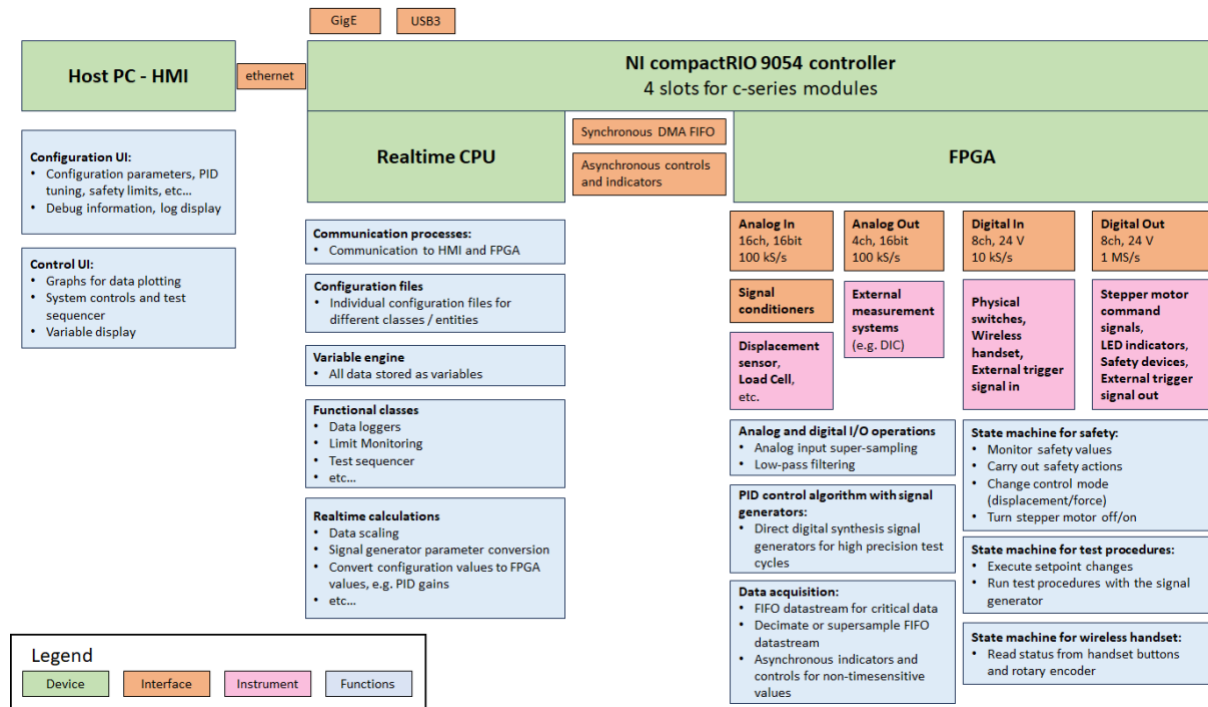 GigE
USB3
Host PC - HMI
ethernet
NI compactRIO 9054 controller
4 slots for c-series modules
Realtime CPU
Synchronous DMA FIFO
Asynchronous controls
and indicators
FPGA
Configuration UI:
• Configuration parameters, PID
tuning, safety limits, etc…
• Debug information, log display
Control UI:
• Graphs for data plotting
• System controls and test
sequencer
• Variable display
Communication processes:
• Communication to HMI and FPGA
Configuration files
• Individual configuration files for
different classes / entities
Variable engine
• All data stored as variables
Functional classes
• Data loggers
• Limit Monitoring
• Test sequencer
• etc…
Realtime calculations
• Data scaling
• Signal generator parameter conversion
• Convert configuration values to FPGA
values, e.g. PID gains
• etc…
Analog In
16ch, 16bit
100 kS/s
Analog Out
4ch, 16bit
100 kS/s
Digital In
8ch, 24 V
10 kS/s
Digital Out
8ch, 24 V
1 MS/s
Signal
conditioners
Displacement
sensor,
Load Cell,
etc.
External
measurement
systems
(e.g. DIC)
Physical
switches,
Wireless
handset,
External trigger
signal in
Stepper motor
command
signals,
LED indicators,
Safety devices,
External trigger
signal out
Analog and digital I/O operations
• Analog input super-sampling
• Low-pass filtering
PID control algorithm with signal
generators:
• Direct digital synthesis signal
generators for high precision test
cycles
Data acquisition:
• FIFO datastream for critical data
• Decimate or supersample FIFO
datastream
• Asynchronous indicators and
controls for non-timesensitive
values
State machine for safety:
• Monitor safety values
• Carry out safety actions
• Change control mode
(displacement/force)
• Turn stepper motor off/on
State machine for test procedures:
• Execute setpoint changes
• Run test procedures with the signal
generator
State machine for wireless handset:
• Read status from handset buttons
and rotary encoder
Legend
Device
Interface
Instrument
Functions